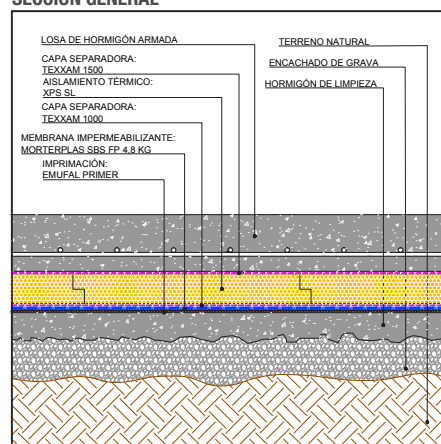 SECCIÓN GENERAL
LOSA DE HORMIGÓN ARMADA
CAPA SEPARADORA:
TEXXAM 1500
AISLAMIENTO TÉRMICO:
XPS SL
CAPA SEPARADORA:
TEXXAM 1000
MEMBRANA IMPERMEABILIZANTE:
MORTERPLAS SBS FP 4.8 KG
IMPRIMACIÓN:
EMUFAL PRIMER
TERRENO NATURAL
ENCACHADO DE GRAVA
HORMIGÓN DE LIMPIEZA